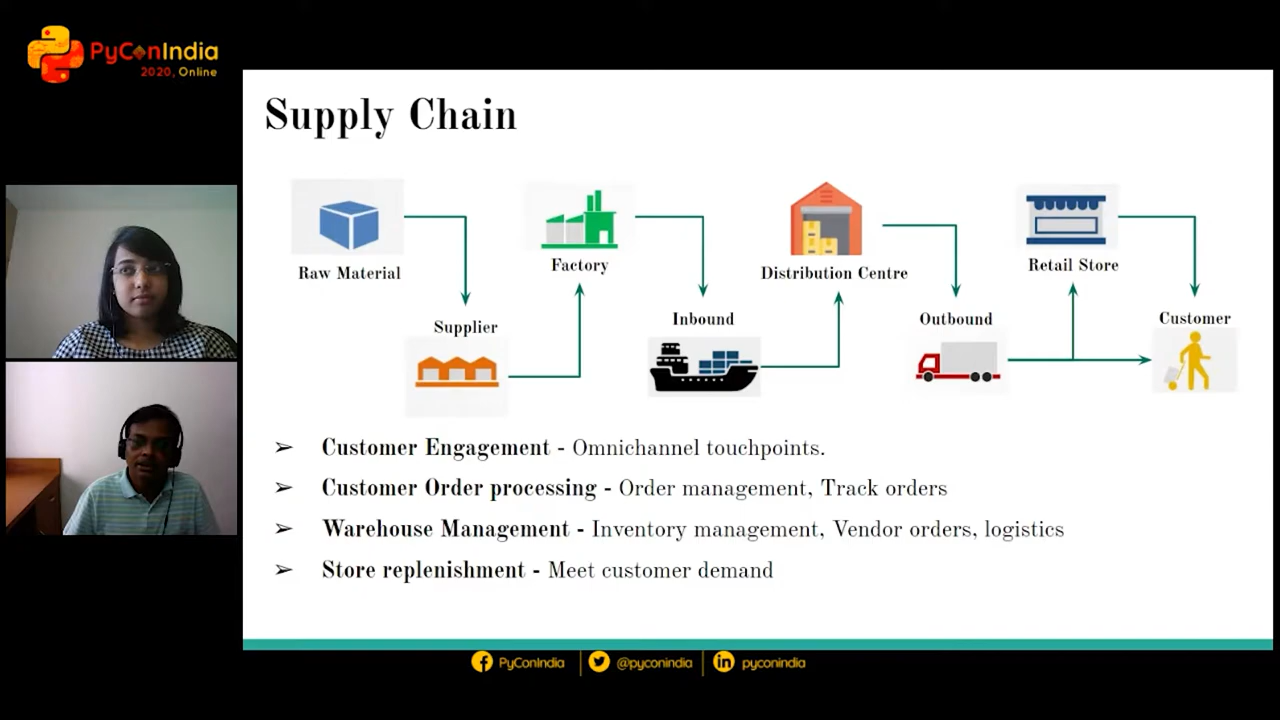 PyConIndia
2020, Online
Supply Chain
Raw Material
Factory
Distribution Centre
Retail Store
Supplier
Inbound
Outbound
Customer
➢ Customer Engagement - Omnichannel touchpoints.
➢ Customer Order processing - Order management, Track orders
➢ Warehouse Management - Inventory management, Vendor orders, logistics
➢ Store replenishment - Meet customer demand
PyConIndia
@pyconindia
pyconindia